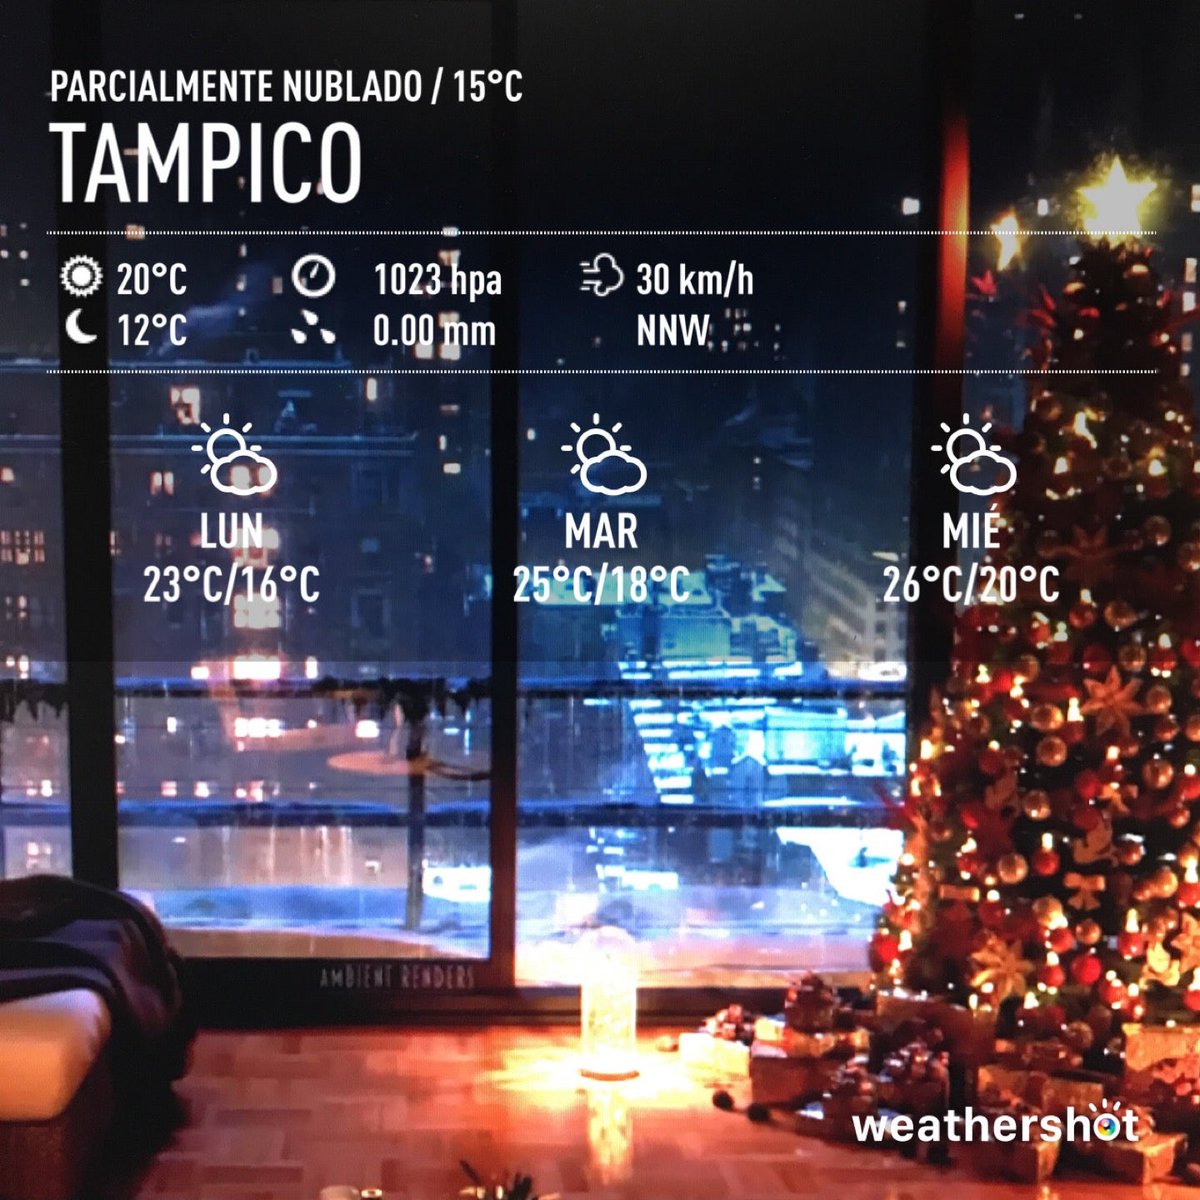 PARCIALMENTE NUBLADO / 15°C
TAMPICO
20°C 1023 hpa 30 km/h
12°C 0.00 mm NNW
LUN MAR MIÉ
23°C/16°C 25°C/18°C 26°C/20°C
AMBIENT RENDERS
weathershot